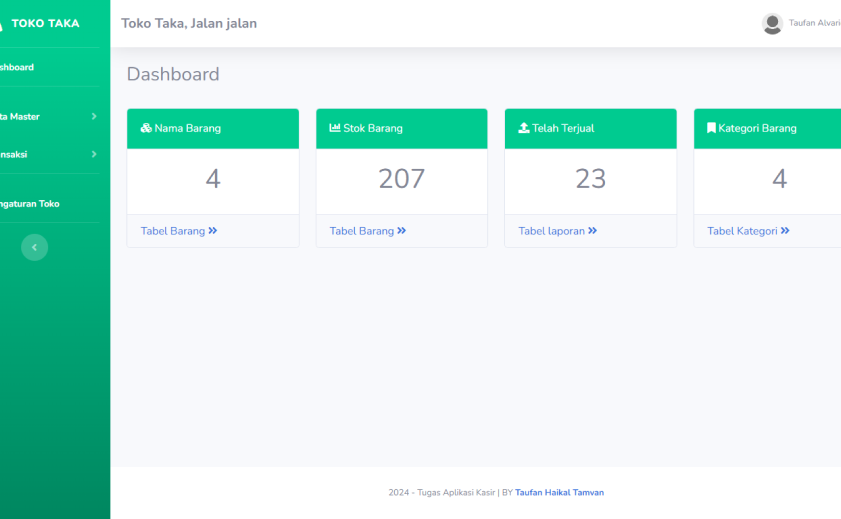 TOKO TAKA
Toko Taka, Jalan jalan
Taufan Alvari
shboard
ta Master
nsaksi
ngaturan Toko
Dashboard
Nama Barang
4
Tabel Barang
Stok Barang
207
Tabel Barang
Telah Terjual
23
Tabel laporan
Kategori Barang
4
Tabel Kategori
2024 - Tugas Aplikasi Kasir | BY Taufan Haikal Tamvan